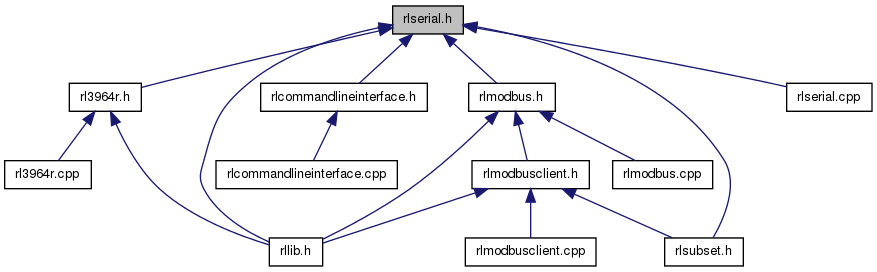 rlserial.h
rl3964r.h
rlcommandlineinterface.h
rlmodbus.h
rlserial.cpp
rl3964r.cpp
rlcommandlineinterface.cpp
rlmodbusclient.h
rlmodbus.cpp
rllib.h
rlmodbusclient.cpp
rlsubset.h